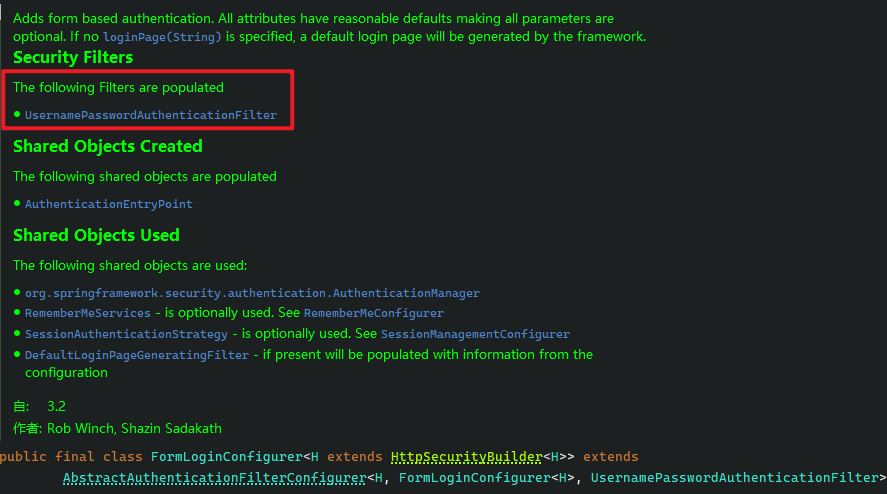 Adds form based authentication. All attributes have reasonable defaults making all parameters are
optional. If no loginPage(String) is specified, a default login page will be generated by the framework.
Security Filters
The following Filters are populated
• UsernamePasswordAuthenticationFilter
Shared Objects Created
The following shared objects are populated
• AuthenticationEntryPoint
Shared Objects Used
The following shared objects are used:
• org.springframework.security.authentication.AuthenticationManager
• RememberMeServices - is optionally used. See RememberMeConfigurer
• SessionAuthenticationStrategy - is optionally used. See SessionManagementConfigurer
• DefaultLoginPageGeneratingFilter - if present will be populated with information from the
configuration
自: 3.2
作者: Rob Winch, Shazin Sadakath
public final class FormLoginConfigurer<H extends HttpSecurityBuilder<H>> extends
AbstractAuthenticationFilterConfigurer<H, FormLoginConfigurer<H>, UsernamePasswordAuthenticationFilter>